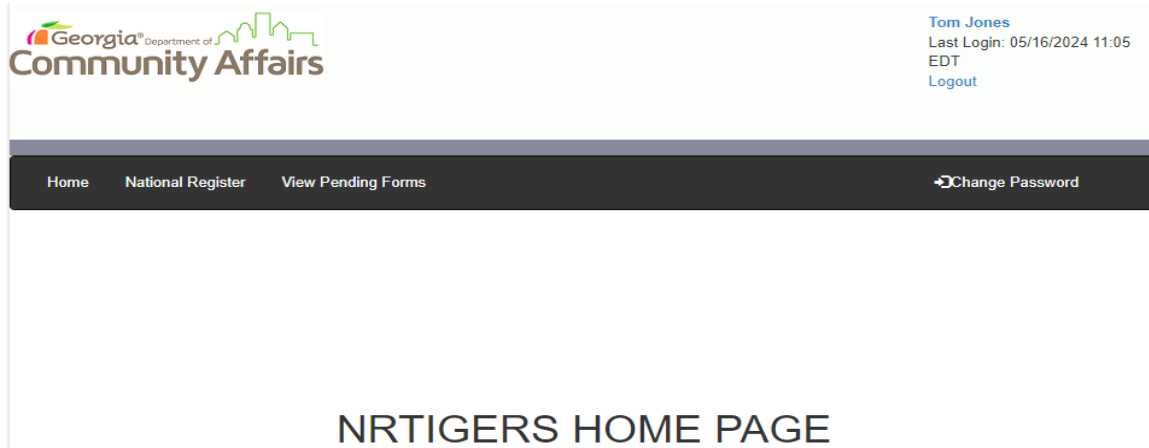 Georgia® Department of
Community Affairs
Tom Jones
Last Login: 05/16/2024 11:05
EDT
Logout
Home National Register View Pending Forms Change Password
NRTIGERS HOME PAGE